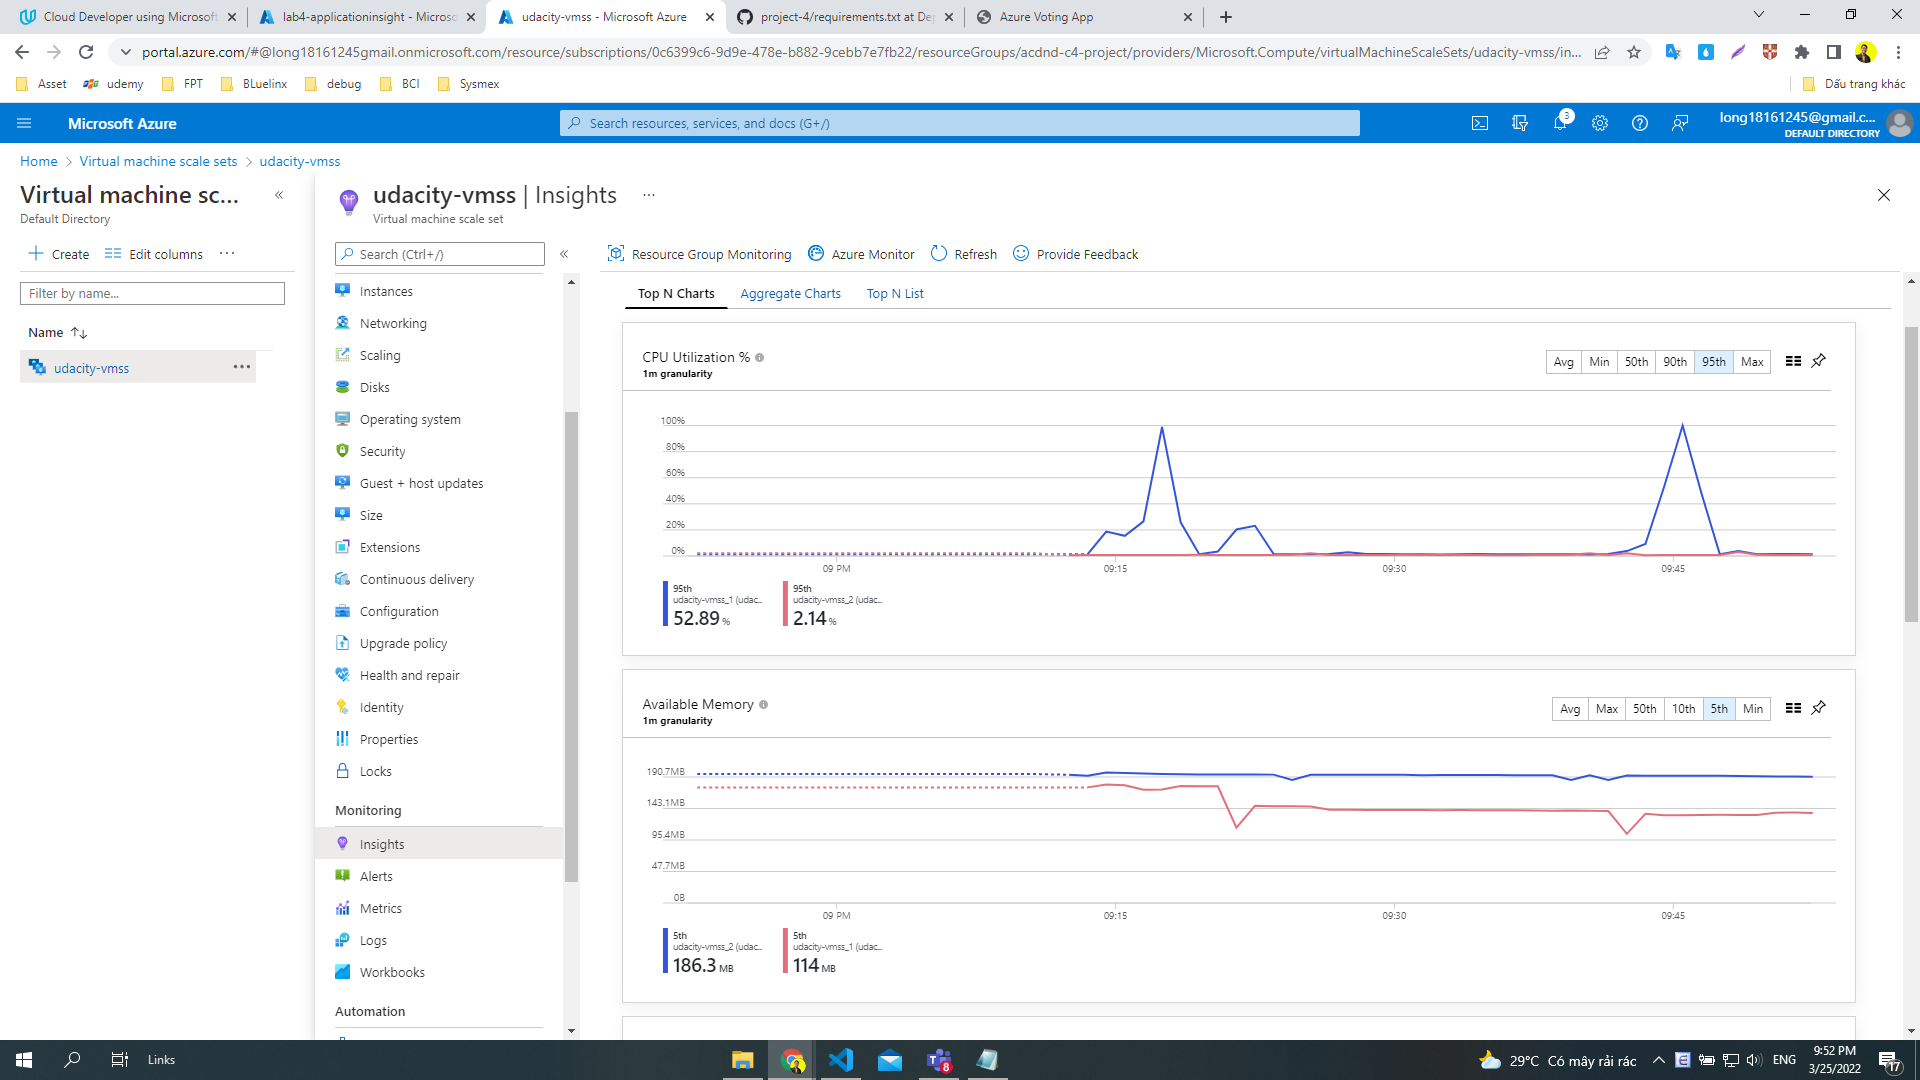 Cloud Developer using Microsoft
lab4-applicationinsight - Microso
udacity-vmss - Microsoft Azure
project-4/requirements.txt at De
Azure Voting App
portal.azure.com/#@long18161245gmail.onmicrosoft.com/resource/subscriptions/0c6399c6-9d9e-478e-b882-9cebb7e7fb22/resourceGroups/acdnd-c4-project/providers/Microsoft.Compute/virtualMachineScaleSets/udacity-vmss/in...
Asset
udemy
FPT
BLuelinx
debug
BCI
Sysmex
Dấu trang khác
Microsoft Azure
Search resources, services, and docs (G+/)
3
long18161245@gmail.c...
DEFAULT DIRECTORY
Home
Virtual machine scale sets
udacity-vmss
Virtual machine sc...
Default Directory
Create
Edit columns
Filter by name...
Name
udacity-vmss
udacity-vmss | Insights
Virtual machine scale set
Search (Ctrl+/)
Instances
Networking
Scaling
Disks
Operating system
Security
Guest + host updates
Size
Extensions
Continuous delivery
Configuration
Upgrade policy
Health and repair
Identity
Properties
Locks
Monitoring
Insights
Alerts
Metrics
Logs
Workbooks
Automation
Resource Group Monitoring
Azure Monitor
Refresh
Provide Feedback
Top N Charts
Aggregate Charts
Top N List
CPU Utilization %
1m granularity
Avg
Min
50th
90th
95th
Max
100%
80%
60%
40%
20%
0%
09 PM
09:15
09:30
09:45
95th
udacity-vmss_1 (udac...
52.89 %
95th
udacity-vmss_2 (udac...
2.14 %
Available Memory
1m granularity
Avg
Max
50th
10th
5th
Min
190.7MB
143.1MB
95.4MB
47.7MB
0B
09 PM
09:15
09:30
09:45
5th
udacity-vmss_2 (udac...
186.3 MB
5th
udacity-vmss_1 (udac...
114 MB
Links
8
29°C Có mây rải rác
ENG
9:52 PM
3/25/2022
17